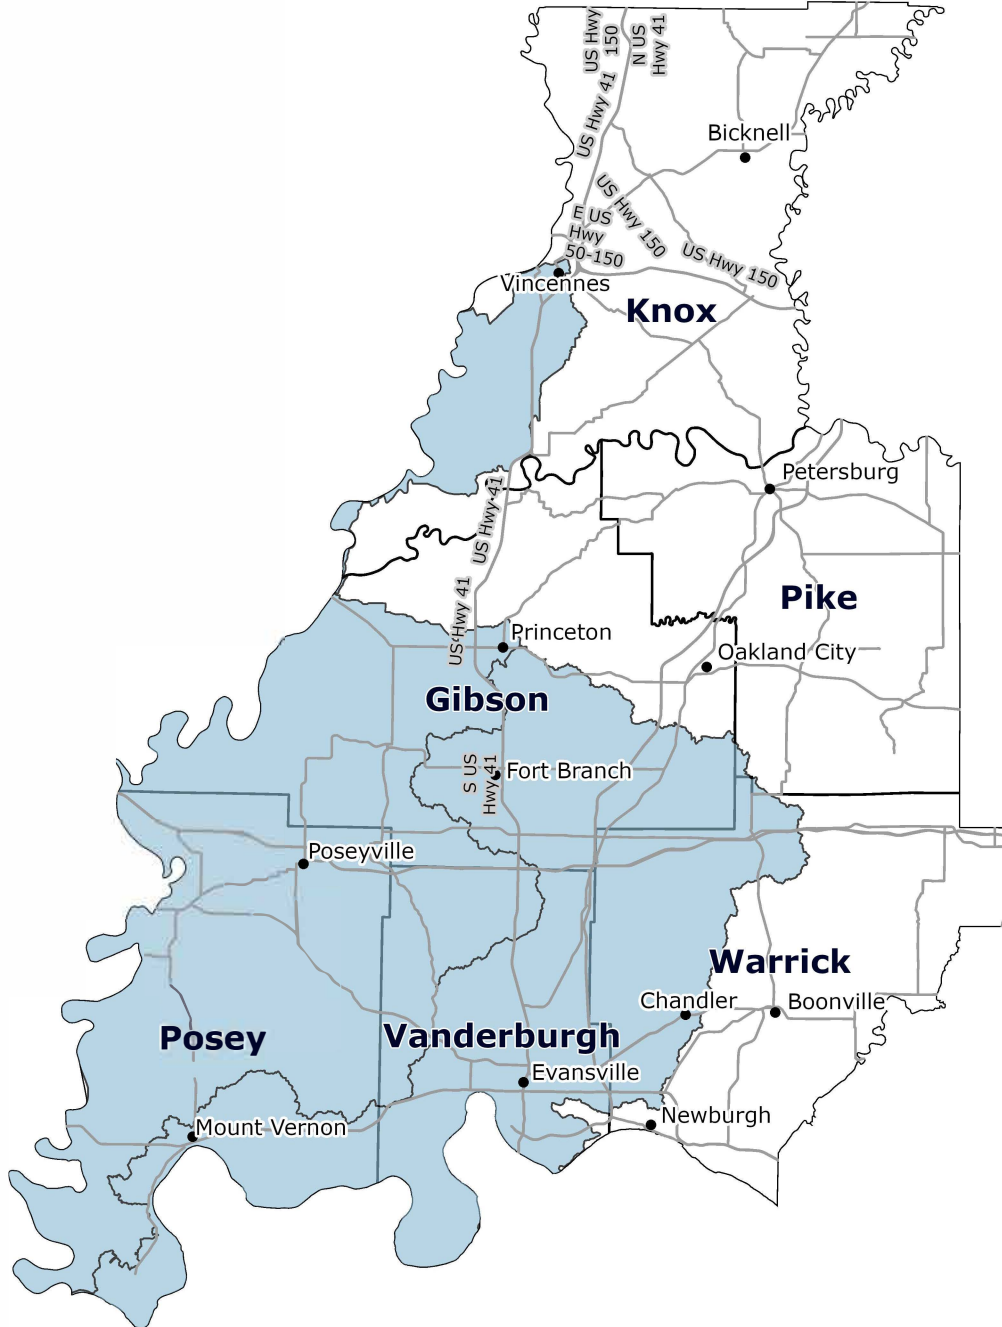 US Hwy
150
N US
Hwy 41
US Hwy 41
Bicknell
US Hwy 150
E US
Hwy
50-150
US Hwy 150
Vincennes
Knox
Petersburg
US Hwy 41
Pike
US Hwy 41
Princeton
Oakland City
Gibson
S US
Hwy 41
Fort Branch
Poseyville
Warrick
Chandler
Boonville
Posey
Vanderburgh
Evansville
Newburgh
Mount Vernon